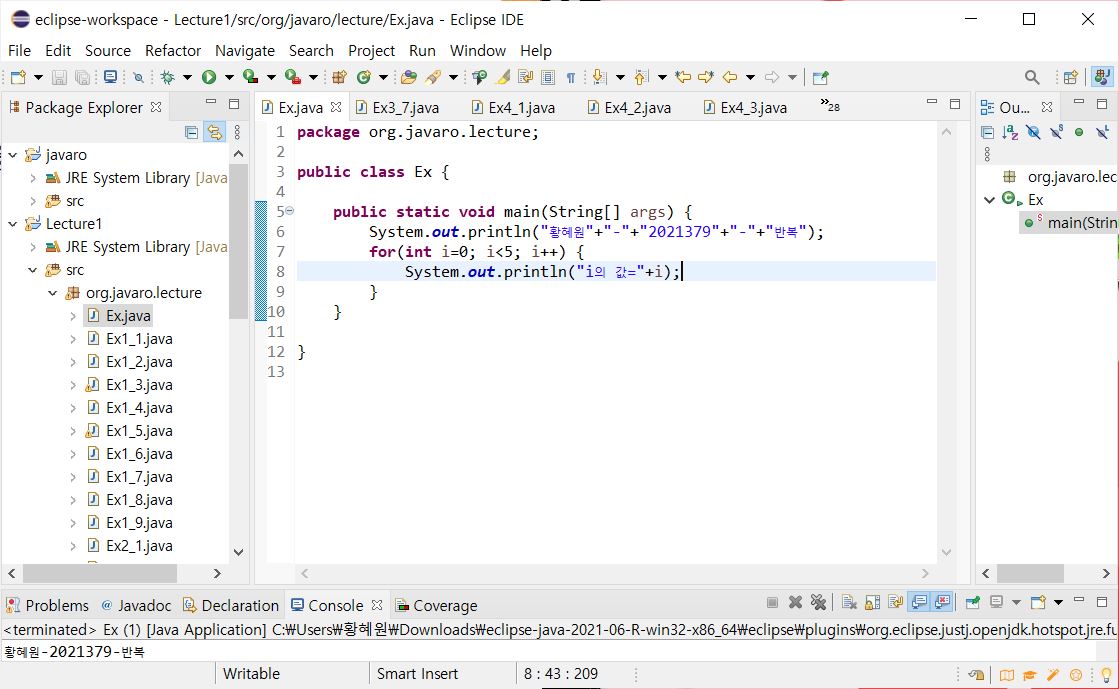 eclipse-workspace - Lecture1/src/org/javaro/lecture/Ex.java - Eclipse IDE
File Edit Source Refactor Navigate Search Project Run Window Help
Package Explorer
javaro
JRE System Library [Java
src
Lecture1
JRE System Library [Java
src
org.javaro.lecture
Ex.java
Ex1_1.java
Ex1_2.java
Ex1_3.java
Ex1_4.java
Ex1_5.java
Ex1_6.java
Ex1_7.java
Ex1_8.java
Ex1_9.java
Ex2_1.java
Ex.java Ex3_7.java Ex4_1.java Ex4_2.java Ex4_3.java »28
1 package org.javaro.lecture;
2
3 public class Ex {
4
5 public static void main(String[] args) {
6 System.out.println("황혜원"+"-"+"2021379"+"-"+"반복");
7 for(int i=0; i<5; i++) {
8 System.out.println("i의 값="+i);
9 }
10 }
11
12 }
13
Ou...
org.javaro.lec
Ex
main(Strin
Problems Javadoc Declaration Console Coverage
<terminated> Ex (1) [Java Application] C:₩Users₩황혜원₩Downloads₩eclipse-java-2021-06-R-win32-x86_64₩eclipse₩plugins₩org.eclipse.justj.openjdk.hotspot.jre.fu
황혜원-2021379-반복
Writable Smart Insert 8 : 43 : 209